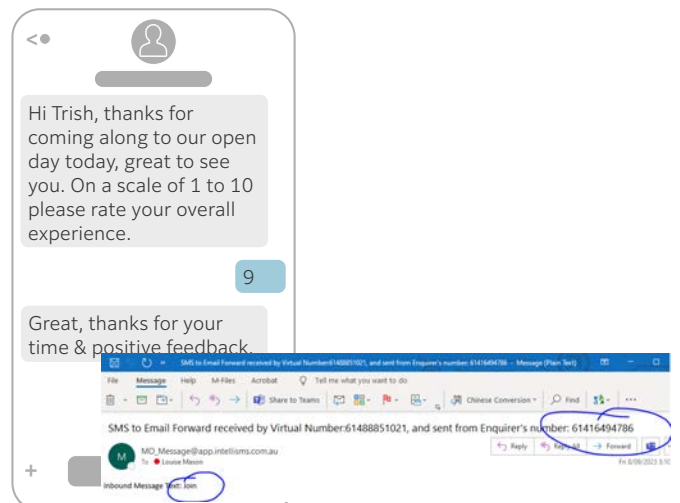 Hi Trish, thanks for
coming along to our open
day today, great to see
you. On a scale of 1 to 10
please rate your overall
experience.
9
Great, thanks for your
time & positive feedback.
SMS to Email Forward received by Virtual Number:61488851021, and sent from Enquirer's number: 61416494786 - Message (Plain Text)
File Message Help M-Files Acrobat Tell me what you want to do
Share to Teams Chinese Conversion Find
SMS to Email Forward received by Virtual Number:61488851021, and sent from Enquirer's number: 61416494786
M MO_Message@app.intellisms.com.au
Reply Reply All Forward
To Louise Mason
Fri 8/09/2023
Inbound Message Text: Join